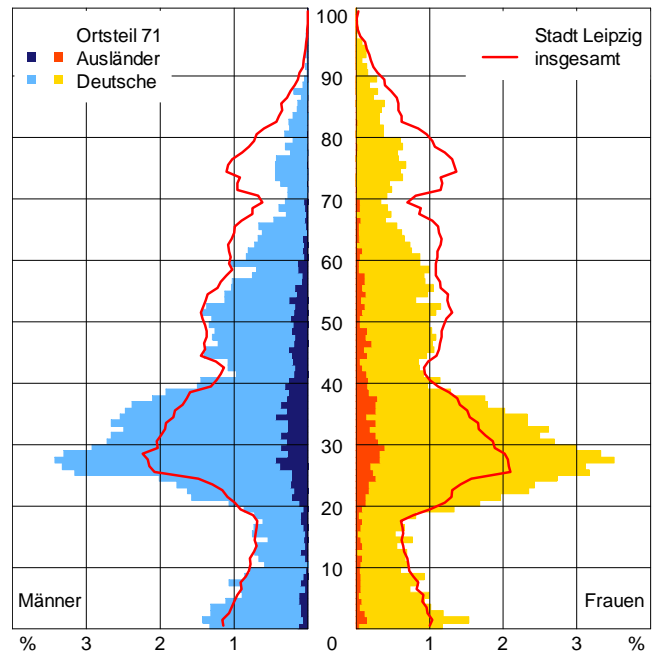 100
Ortsteil 71
Ausländer
Deutsche
Stadt Leipzig
insgesamt
90
80
70
60
50
40
30
20
10
Männer
Frauen
% 3 2 1 0 1 2 3 %